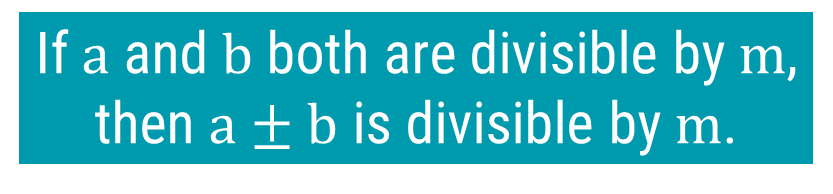 If a and b both are divisible by m,
then a ± b is divisible by m.